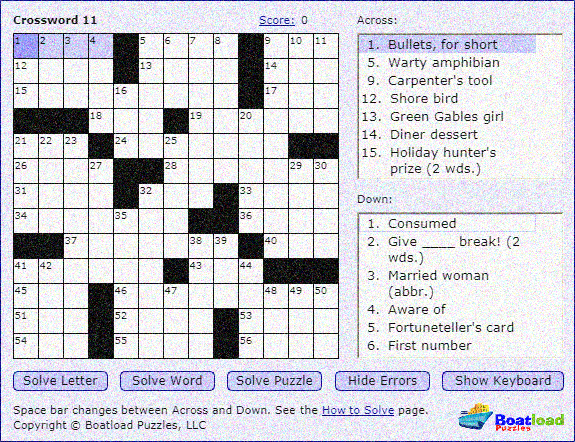 Crossword 11
Score: 0
1 2 3 4 5 6 7 8 9 10 11
12 13 14
15 16 17
18 19 20
21 22 23 24 25
26 27 28 29 30
31 32 33
34 35 36
37 38 39 40
41 42 43 44
45 46 47 48 49 50
51 52 53
54 55 56
Across:
1. Bullets, for short
5. Warty amphibian
9. Carpenter's tool
12. Shore bird
13. Green Gables girl
14. Diner dessert
15. Holiday hunter's
prize (2 wds.)
Down:
1. Consumed
2. Give ____ break! (2
wds.)
3. Married woman
(abbr.)
4. Aware of
5. Fortuneteller's card
6. First number
Solve Letter Solve Word Solve Puzzle Hide Errors Show Keyboard
Space bar changes between Across and Down. See the How to Solve page.
Copyright © Boatload Puzzles, LLC
Boatload
Puzzles